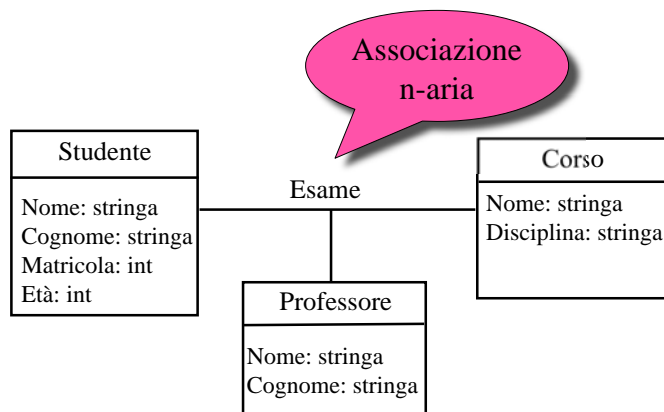 Associazione
n-aria
Studente
Nome: stringa
Cognome: stringa
Matricola: int
Età: int
Esame
Corso
Nome: stringa
Disciplina: stringa
Professore
Nome: stringa
Cognome: stringa